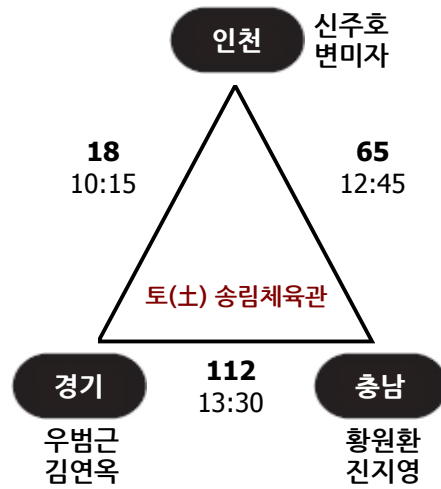 인천
신주호
변미자
18
10:15
65
12:45
토(土) 송림체육관
경기
112
13:30
충남
우범근
김연옥
황원환
진지영